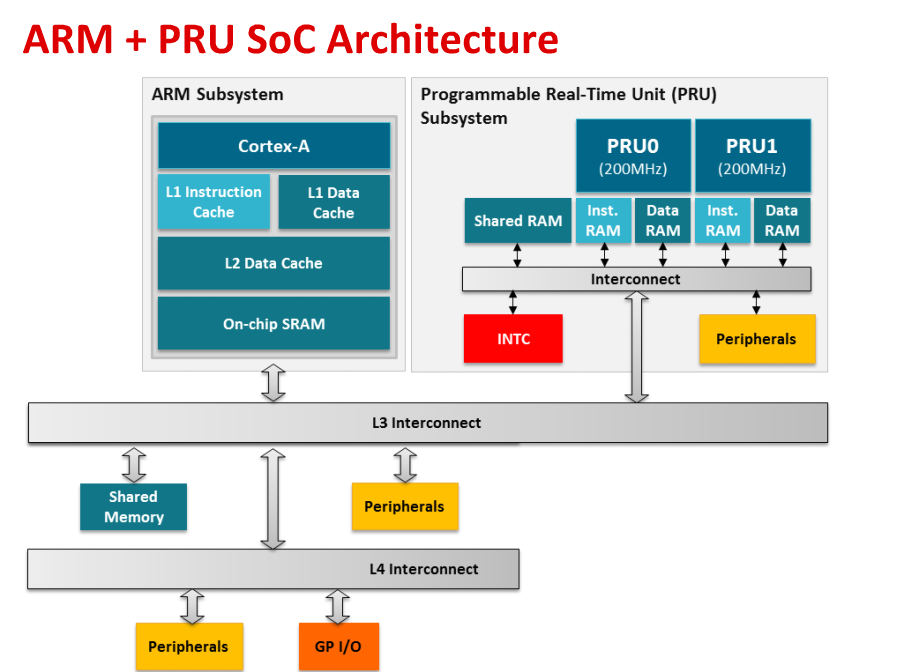 ARM + PRU SoC Architecture
ARM Subsystem
Cortex-A
L1 Instruction
Cache
L1 Data
Cache
L2 Data Cache
On-chip SRAM
Programmable Real-Time Unit (PRU)
Subsystem
PRU0
(200MHz)
PRU1
(200MHz)
Shared RAM
Inst.
RAM
Data
RAM
Inst.
RAM
Data
RAM
Interconnect
INTC
Peripherals
L3 Interconnect
Shared
Memory
Peripherals
L4 Interconnect
Peripherals
GP I/O